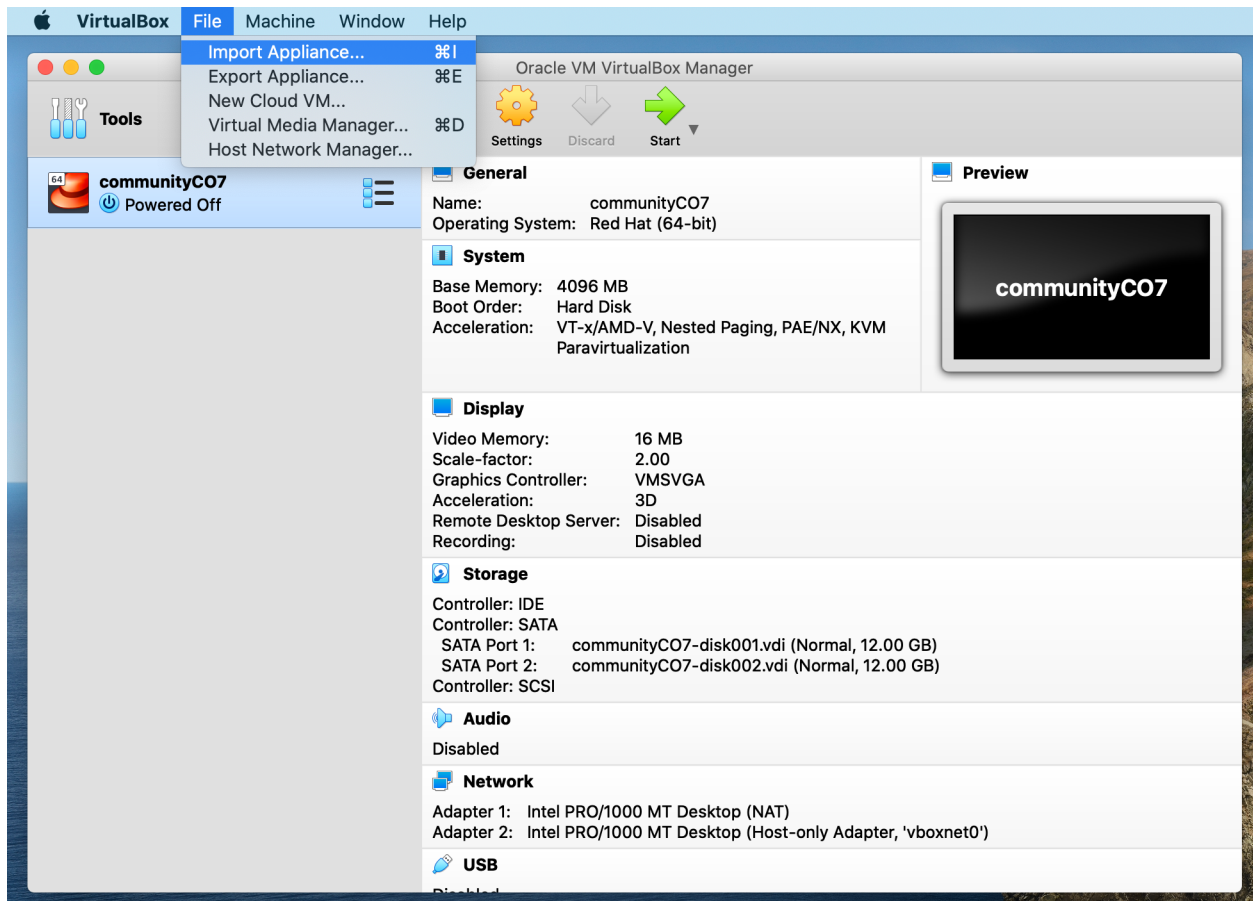 VirtualBox File Machine Window Help
Import Appliance... ⌘I
Export Appliance... ⌘E
New Cloud VM...
Virtual Media Manager... ⌘D
Host Network Manager...
Oracle VM VirtualBox Manager
Tools
Settings Discard Start
64
communityCO7
Powered Off
General
Name: communityCO7
Operating System: Red Hat (64-bit)
Preview
communityCO7
System
Base Memory: 4096 MB
Boot Order: Hard Disk
Acceleration: VT-x/AMD-V, Nested Paging, PAE/NX, KVM
Paravirtualization
Display
Video Memory: 16 MB
Scale-factor: 2.00
Graphics Controller: VMSVGA
Acceleration: 3D
Remote Desktop Server: Disabled
Recording: Disabled
Storage
Controller: IDE
Controller: SATA
SATA Port 1: communityCO7-disk001.vdi (Normal, 12.00 GB)
SATA Port 2: communityCO7-disk002.vdi (Normal, 12.00 GB)
Controller: SCSI
Audio
Disabled
Network
Adapter 1: Intel PRO/1000 MT Desktop (NAT)
Adapter 2: Intel PRO/1000 MT Desktop (Host-only Adapter, 'vboxnet0')
USB
Disabled